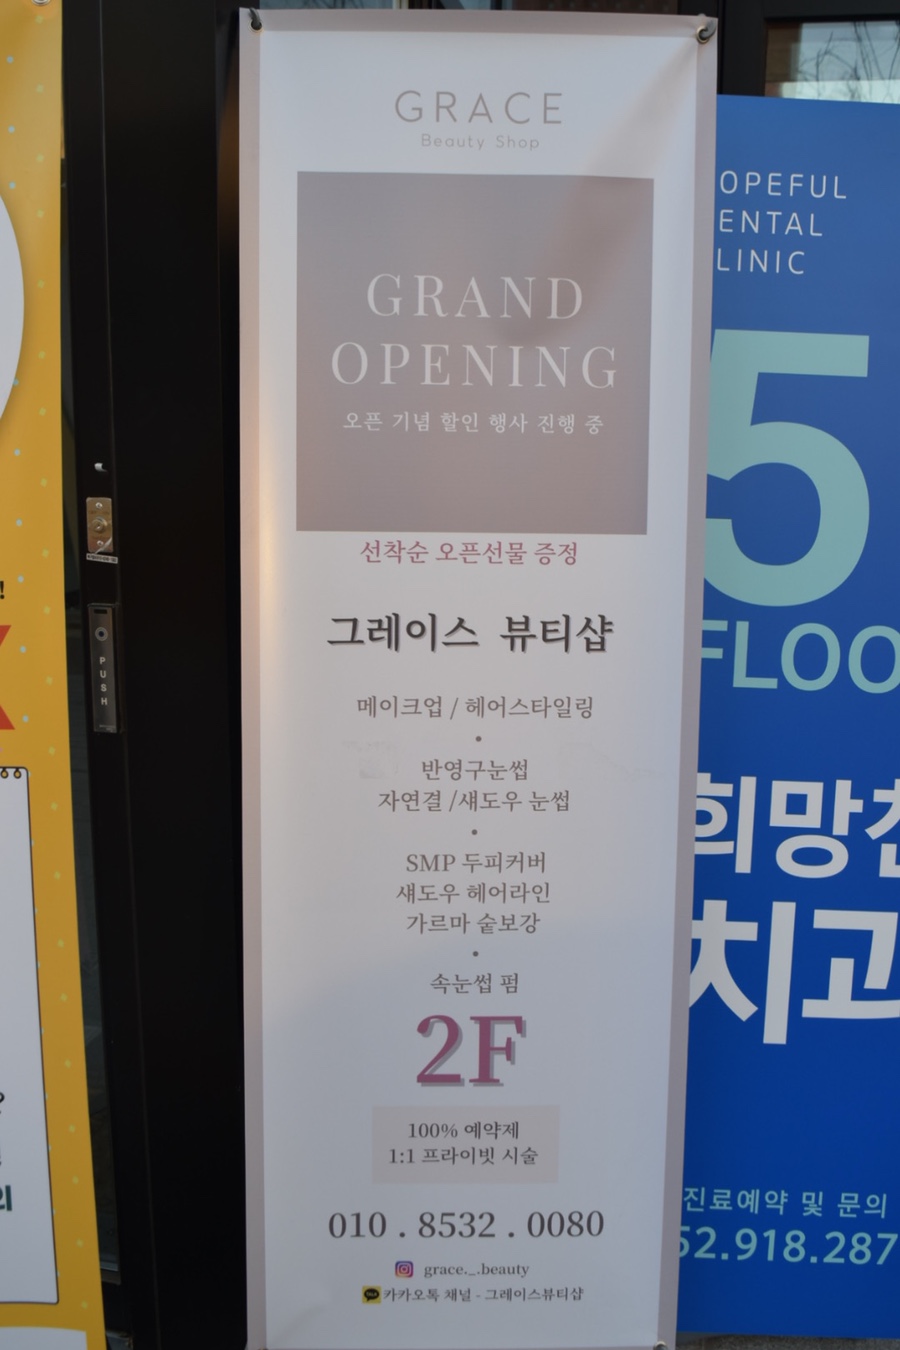 GRACE
Beauty Shop
GRAND
OPENING
오픈 기념 할인 행사 진행 중
선착순 오픈선물 증정
그레이스 뷰티샵
메이크업 / 헤어스타일링
•
반영구눈썹
자연결 /섀도우 눈썹
•
SMP 두피커버
섀도우 헤어라인
가르마 숱보강
•
속눈썹 펌
2F
100% 예약제
1:1 프라이빗 시술
010 . 8532 . 0080
grace._.beauty
TALK 카카오톡 채널 - 그레이스뷰티샵
OPEFUL
ENTAL
LINIC
5
FLOO
희망찬
치과
진료예약 및 문의
52.918.287
PUSH